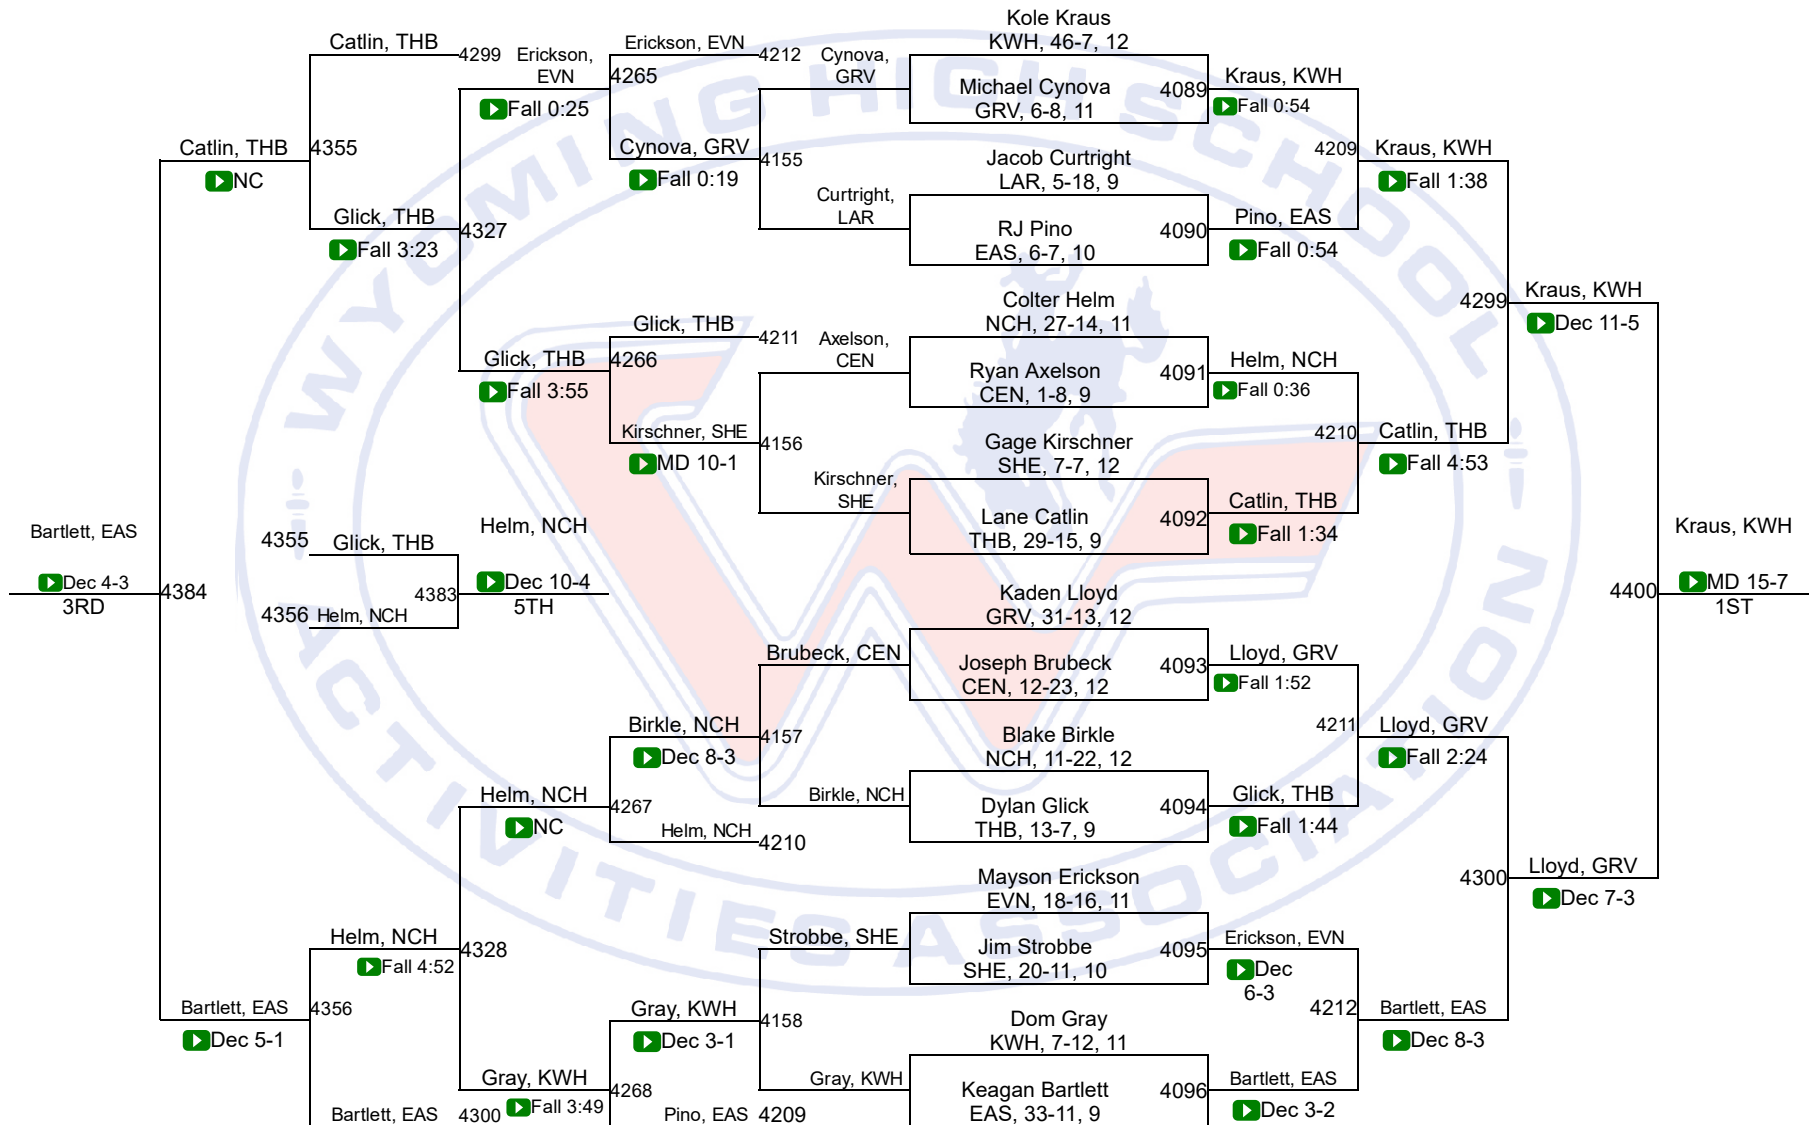 Kole Kraus
KWH, 46-7, 12
Catlin, THB
4299
Erickson,
EVN
Fall 0:25
Erickson, EVN
4212
4265
Cynova,
GRV
Michael Cynova
GRV, 6-8, 11
4089
Kraus, KWH
Fall 0:54
Catlin, THB
NC
4355
Cynova, GRV
Fall 0:19
4155
Jacob Curtright
LAR, 5-18, 9
4209
Kraus, KWH
Fall 1:38
Glick, THB
Fall 3:23
4327
Curtright,
LAR
RJ Pino
EAS, 6-7, 10
4090
Pino, EAS
Fall 0:54
Colter Helm
NCH, 27-14, 11
4299
Kraus, KWH
Dec 11-5
Glick, THB
4211
Glick, THB
Fall 3:55
4266
Axelson,
CEN
Ryan Axelson
CEN, 1-8, 9
4091
Helm, NCH
Fall 0:36
Kirschner, SHE
MD 10-1
4156
Gage Kirschner
SHE, 7-7, 12
4210
Catlin, THB
Fall 4:53
Kirschner,
SHE
Lane Catlin
THB, 29-15, 9
4092
Catlin, THB
Fall 1:34
Bartlett, EAS
Dec 4-3
3RD
4384
4355
Glick, THB
4356
Helm, NCH
4383
Helm, NCH
Dec 10-4
5TH
Kaden Lloyd
GRV, 31-13, 12
4400
Kraus, KWH
MD 15-7
1ST
Brubeck, CEN
Joseph Brubeck
CEN, 12-23, 12
4093
Lloyd, GRV
Fall 1:52
Birkle, NCH
Dec 8-3
4157
Blake Birkle
NCH, 11-22, 12
4211
Lloyd, GRV
Fall 2:24
Helm, NCH
NC
4267
Birkle, NCH
Helm, NCH
4210
Dylan Glick
THB, 13-7, 9
4094
Glick, THB
Fall 1:44
Mayson Erickson
EVN, 18-16, 11
4300
Lloyd, GRV
Dec 7-3
Helm, NCH
Fall 4:52
4328
Strobbe, SHE
Jim Strobbe
SHE, 20-11, 10
4095
Erickson, EVN
Dec
6-3
Bartlett, EAS
Dec 5-1
4356
Gray, KWH
Dec 3-1
4158
Dom Gray
KWH, 7-12, 11
4212
Bartlett, EAS
Dec 8-3
Gray, KWH
Fall 3:49
4268
Gray, KWH
Keagan Bartlett
EAS, 33-11, 9
4096
Bartlett, EAS
Dec 3-2
Bartlett, EAS
4300
Pino, EAS
4209
WYOMING HIGH SCHOOL
ACTIVITIES ASSOCIATION